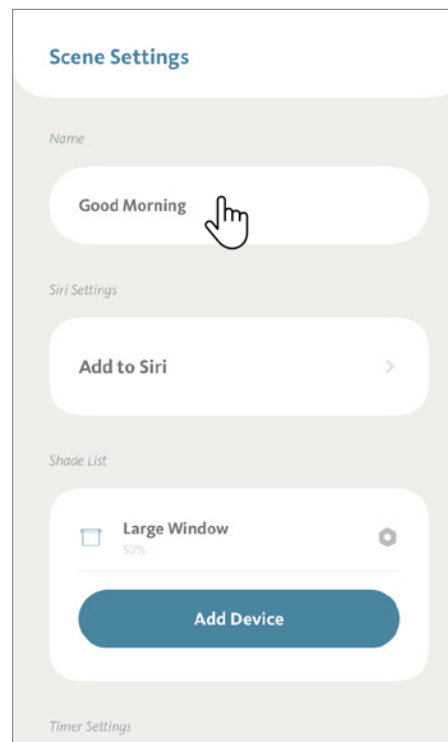 Scene Settings
Name
Good Morning
Siri Settings
Add to Siri
Shade List
Large Window
50%
Add Device
Timer Settings